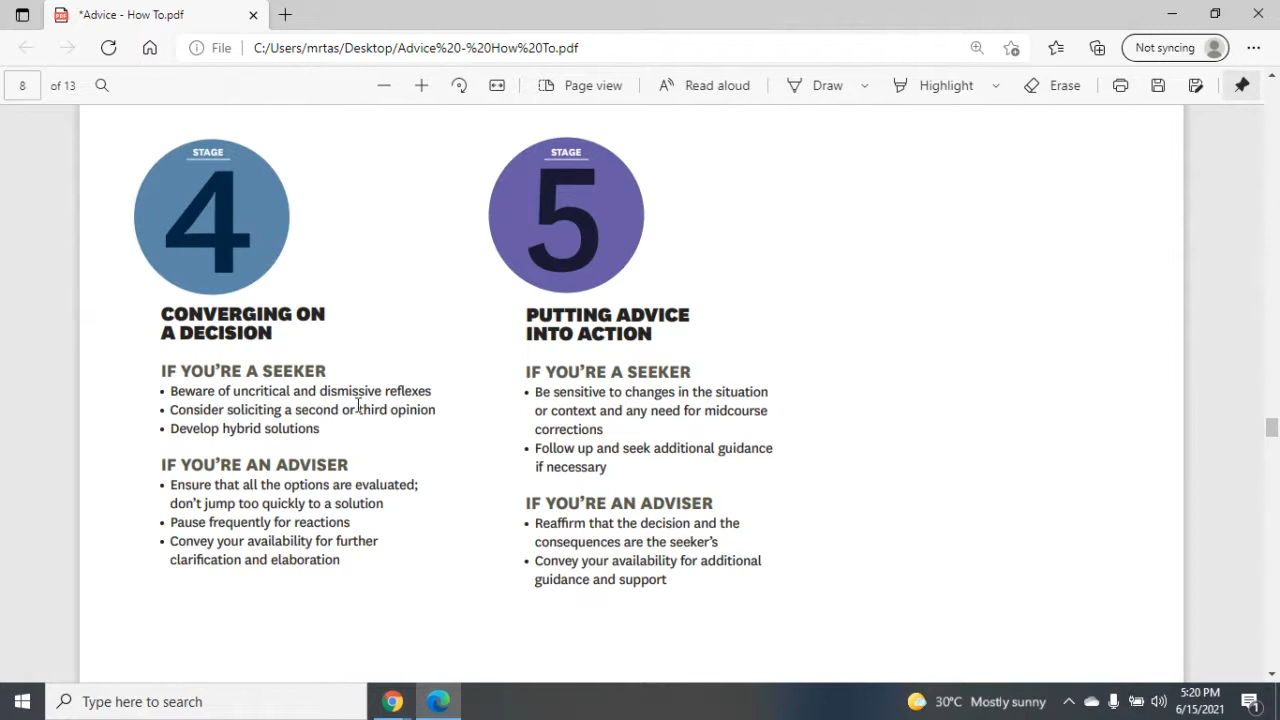 *Advice - How To.pdf
File
C:/Users/mrtas/Desktop/Advice%20-%20How%20To.pdf
Not syncing
8 of 13
Page view
Read aloud
Draw
Highlight
Erase
STAGE
4
CONVERGING ON
A DECISION
IF YOU'RE A SEEKER
• Beware of uncritical and dismissive reflexes
• Consider soliciting a second or third opinion
• Develop hybrid solutions
IF YOU'RE AN ADVISER
• Ensure that all the options are evaluated;
don't jump too quickly to a solution
• Pause frequently for reactions
• Convey your availability for further
clarification and elaboration
STAGE
5
PUTTING ADVICE
INTO ACTION
IF YOU'RE A SEEKER
• Be sensitive to changes in the situation
or context and any need for midcourse
corrections
• Follow up and seek additional guidance
if necessary
IF YOU'RE AN ADVISER
• Reaffirm that the decision and the
consequences are the seeker's
• Convey your availability for additional
guidance and support
Type here to search
30°C Mostly sunny
5:20 PM
6/15/2021
1